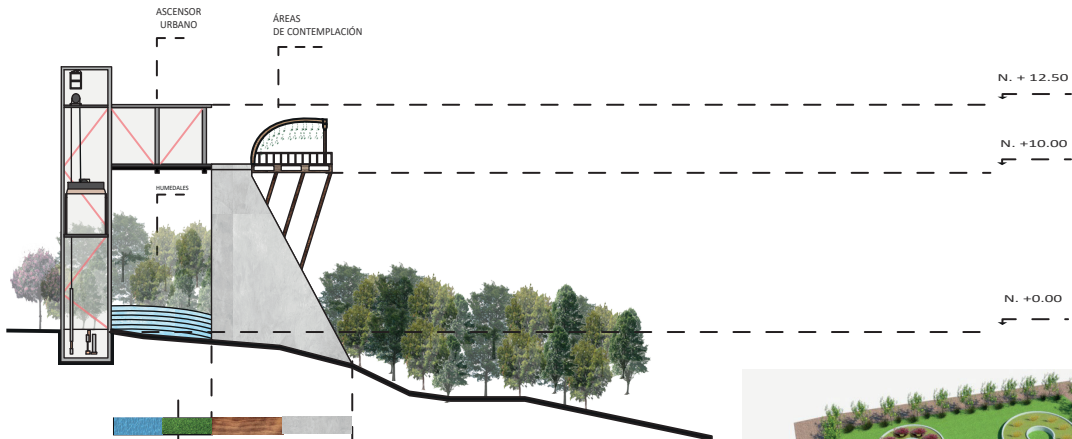 ASCENSOR
URBANO
ÁREAS
DE CONTEMPLACIÓN
N. + 12.50
N. +10.00
HUMEDALES
N. +0.00